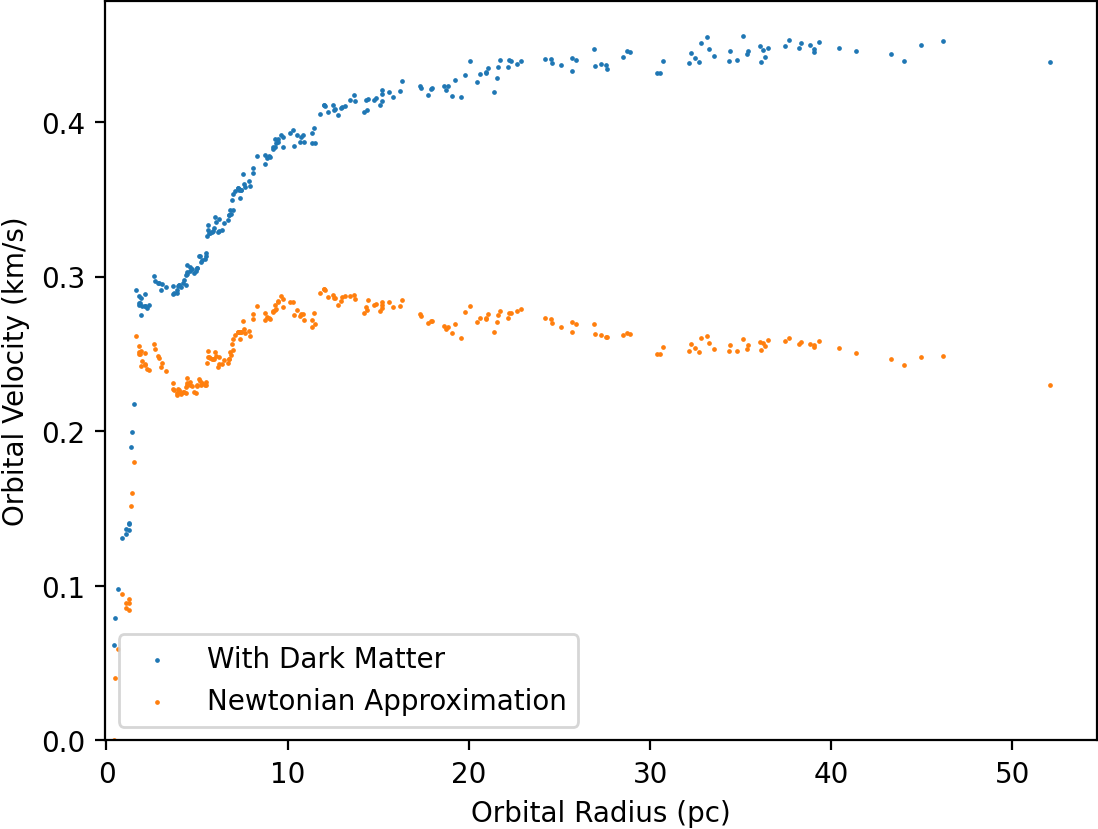 Orbital Velocity (km/s)
0.4
0.3
0.2
0.1
0.0
With Dark Matter
Newtonian Approximation
0 10 20 30 40 50
Orbital Radius (pc)